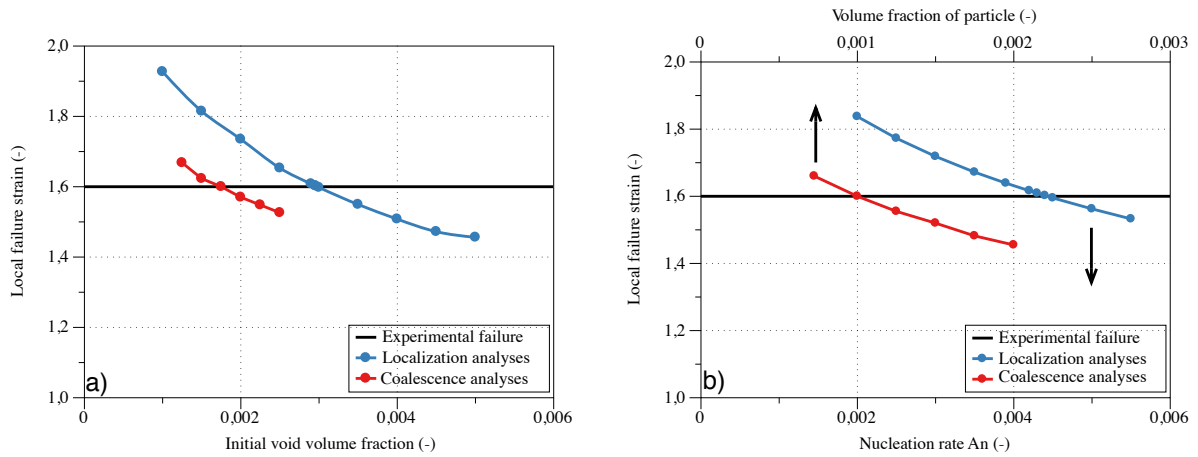 2,0
1,8
1,6
1,4
1,2
1,0
Local failure strain (-)
0
0,002
0,004
0,006
Initial void volume fraction (-)
Experimental failure
Localization analyses
Coalescence analyses
a)
Volume fraction of particle (-)
0
0,001
0,002
0,003
2,0
1,8
1,6
1,4
1,2
1,0
Local failure strain (-)
0
0,002
0,004
0,006
Nucleation rate An (-)
Experimental failure
Localization analyses
Coalescence analyses
b)